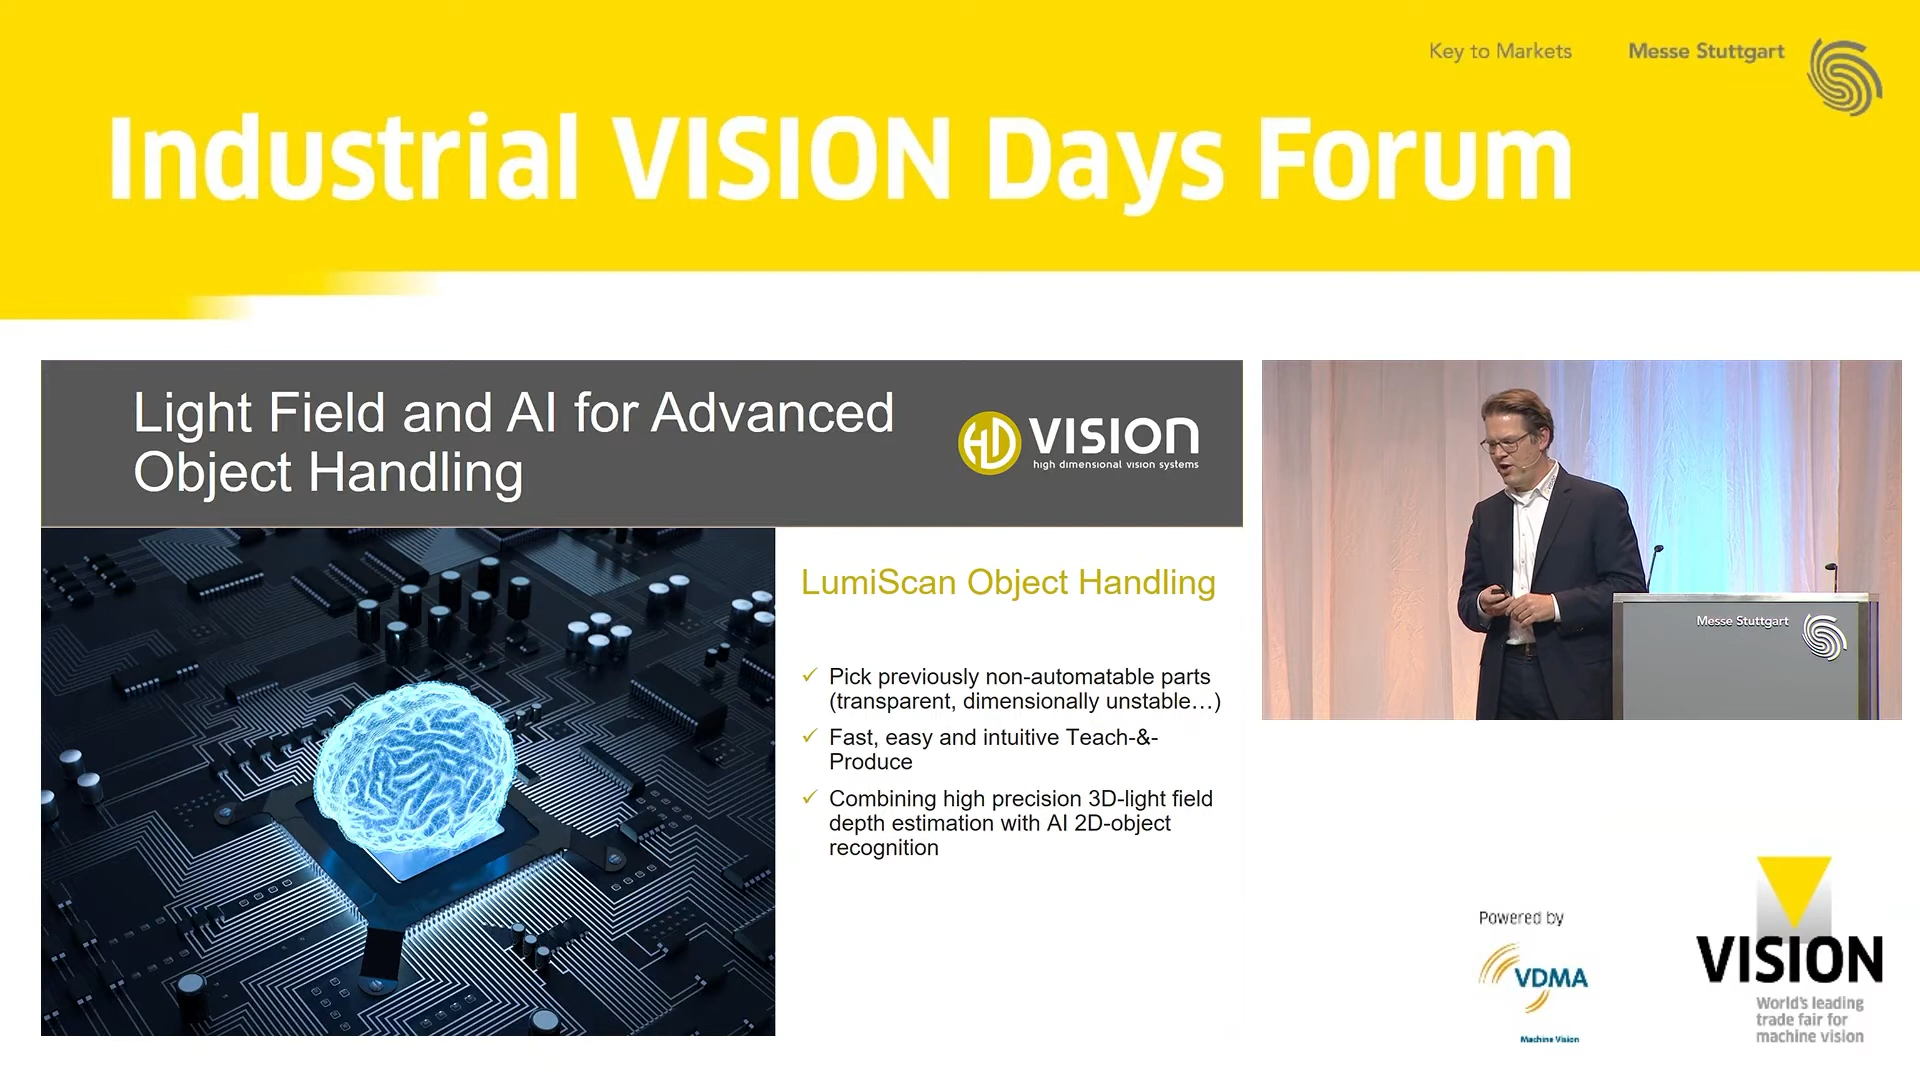 Key to Markets
Messe Stuttgart
Industrial VISION Days Forum
Light Field and AI for Advanced
Object Handling
HD VISION
high dimensional vision systems
LumiScan Object Handling
✓ Pick previously non-automatable parts
(transparent, dimensionally unstable…)
✓ Fast, easy and intuitive Teach-&-
Produce
✓ Combining high precision 3D-light field
depth estimation with AI 2D-object
recognition
Messe Stuttgart
Powered by
VDMA
Machine Vision
VISION
World's leading
trade fair for
machine vision